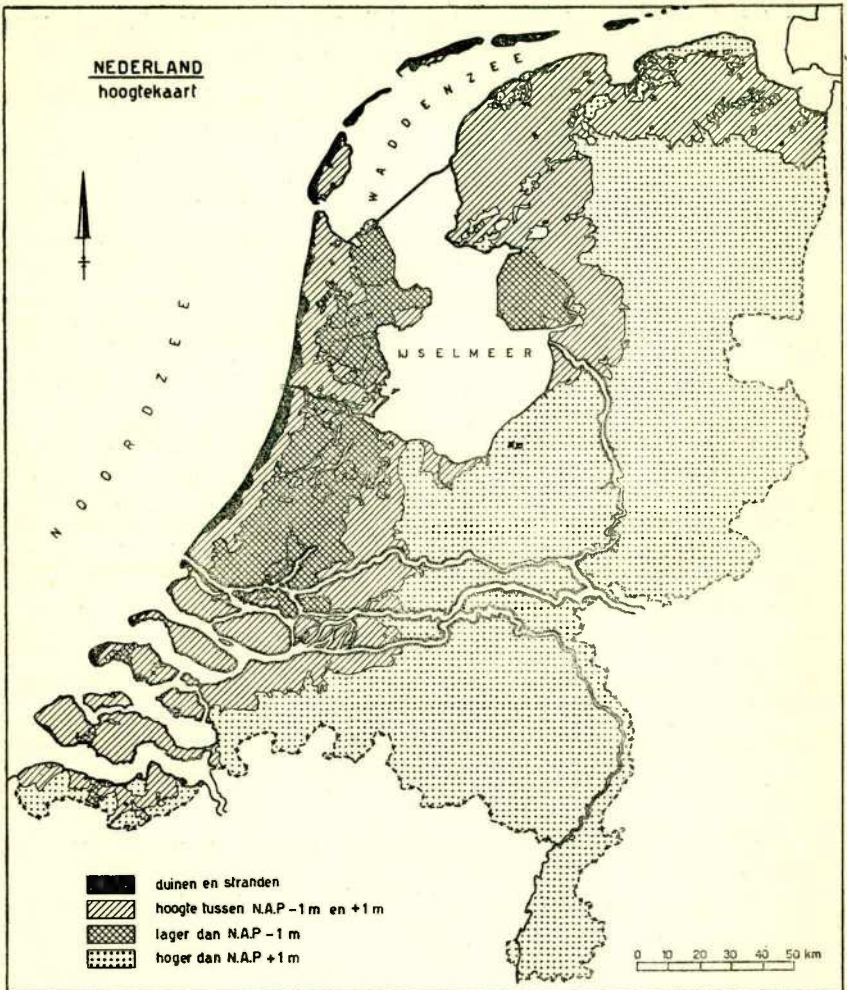 NEDERLAND
hoogtekaart
WADDENZEE
NOORDZEE
IJSELMEER
duinen en stranden
hoogte tussen N.A.P -1 m en +1 m
lager dan N.A.P -1 m
hoger dan N.A.P +1 m
0 10 20 30 40 50 km